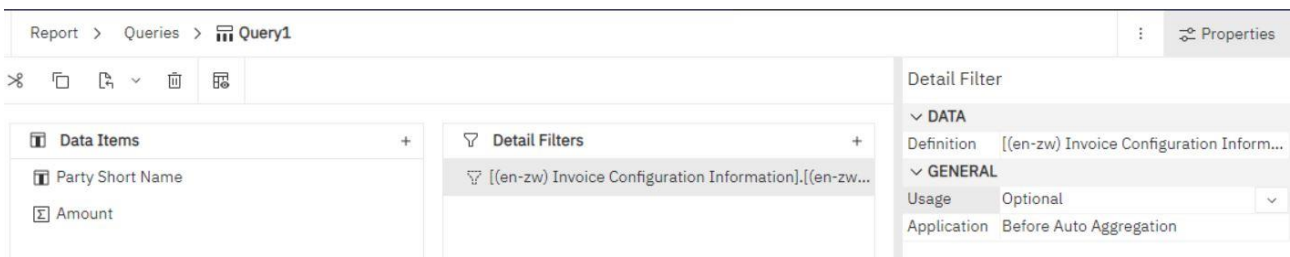 Report > Queries > Query1
Properties
Detail Filter
DATA
Data Items +
Detail Filters +
Definition [(en-zw) Invoice Configuration Inform...
Party Short Name
[(en-zw) Invoice Configuration Information].[(en-zw...
GENERAL
Usage Optional
Amount
Application Before Auto Aggregation